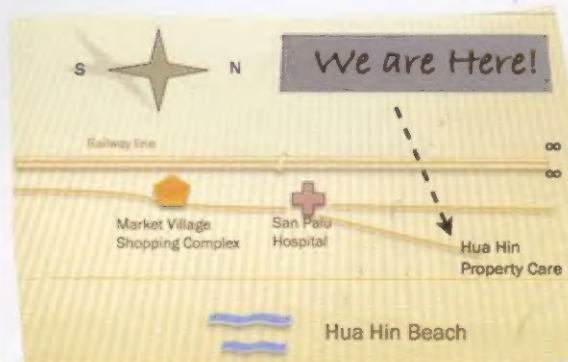 We are Here!
S N
Railway line
Market Village
Shopping Complex
San Palo
Hospital
Hua Hin
Property Care
Hua Hin Beach